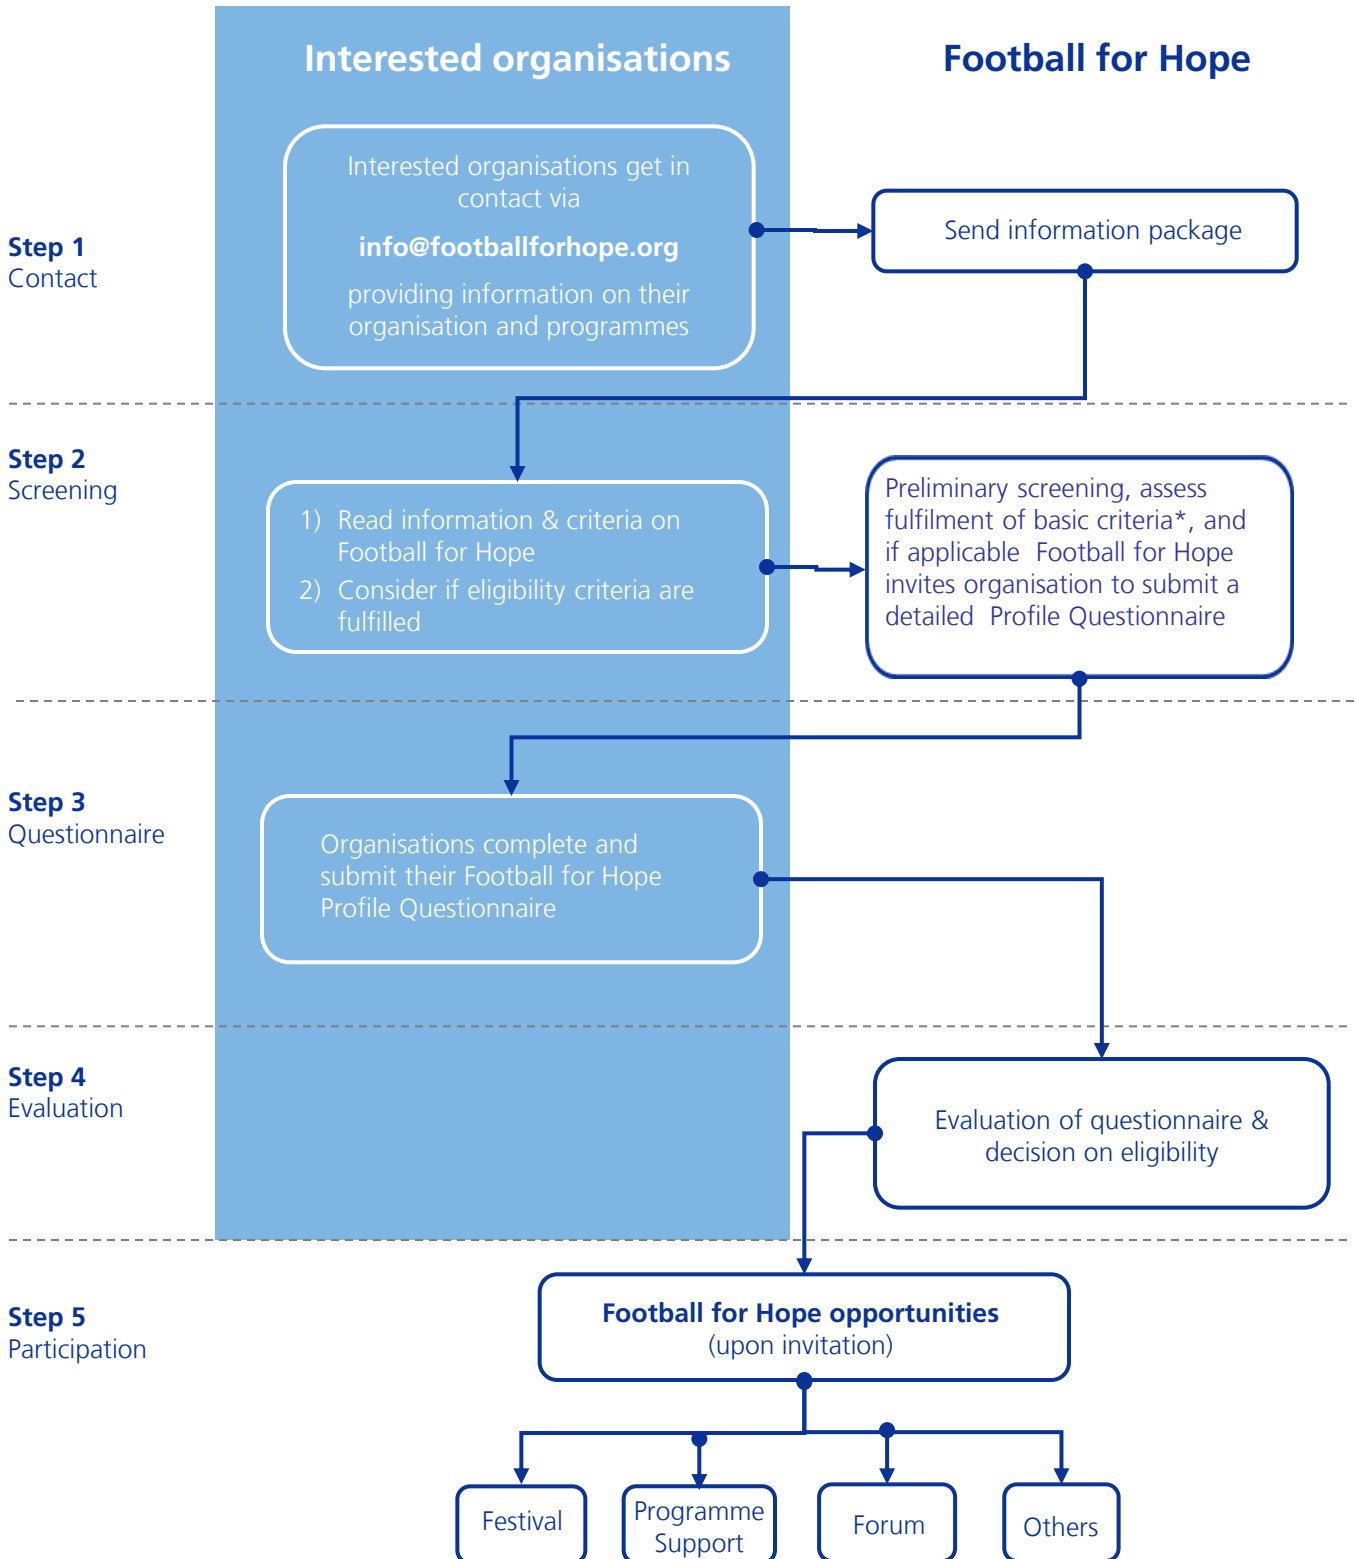 Interested organisations
Football for Hope
Step 1
Contact
Interested organisations get in
contact via
info@footballforhope.org
providing information on their
organisation and programmes
Send information package
Step 2
Screening
1) Read information & criteria on
Football for Hope
2) Consider if eligibility criteria are
fulfilled
Preliminary screening, assess
fulfilment of basic criteria*, and
if applicable Football for Hope
invites organisation to submit a
detailed Profile Questionnaire
Step 3
Questionnaire
Organisations complete and
submit their Football for Hope
Profile Questionnaire
Step 4
Evaluation
Evaluation of questionnaire &
decision on eligibility
Step 5
Participation
Football for Hope opportunities
(upon invitation)
Festival
Programme
Support
Forum
Others